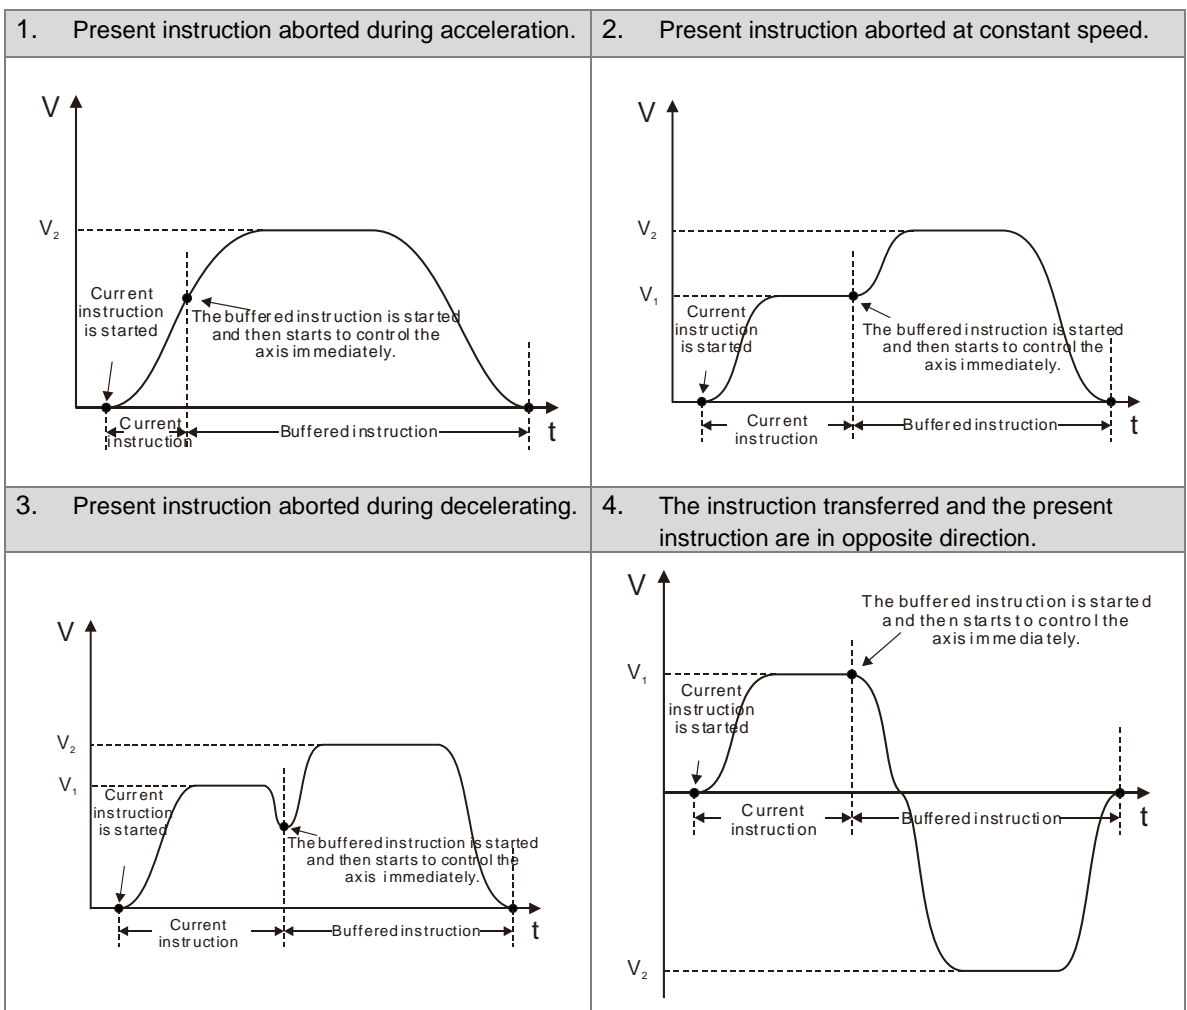 1. Present instruction aborted during acceleration.
2. Present instruction aborted at constant speed.
V
V2
Current
instruction
is started
The buffered instruction is started
and then starts to control the
axis immediately.
Current
instruction
Buffered instruction
t
V
V2
V1
Current
instruction
is started
The buffered instruction is started
and then starts to control the
axis immediately.
Current
instruction
Buffered instruction
t
3. Present instruction aborted during decelerating.
4. The instruction transferred and the present
instruction are in opposite direction.
V
V2
V1
Current
instruction
is started
The buffered instruction is started
and then starts to control the
axis immediately.
Current
instruction
Buffered instruction
t
V
The buffered instruction is started
and then starts to control the
axis immediately.
V1
Current
instruction
is started
Current
instruction
Buffered instruction
t
V2